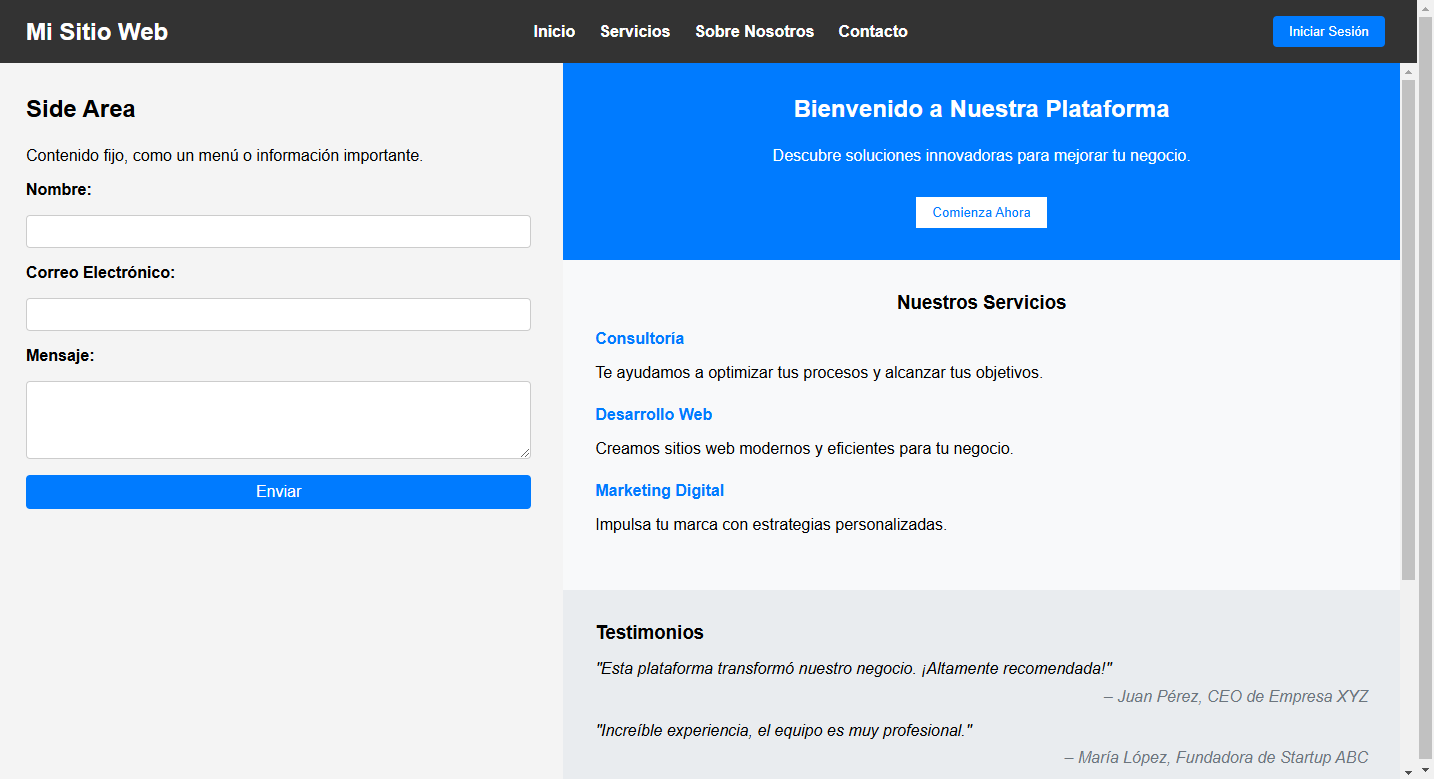 Mi Sitio Web
Inicio Servicios Sobre Nosotros Contacto
Iniciar Sesión
Side Area
Contenido fijo, como un menú o información importante.
Nombre:
Correo Electrónico:
Mensaje:
Enviar
Bienvenido a Nuestra Plataforma
Descubre soluciones innovadoras para mejorar tu negocio.
Comienza Ahora
Nuestros Servicios
Consultoría
Te ayudamos a optimizar tus procesos y alcanzar tus objetivos.
Desarrollo Web
Creamos sitios web modernos y eficientes para tu negocio.
Marketing Digital
Impulsa tu marca con estrategias personalizadas.
Testimonios
"Esta plataforma transformó nuestro negocio. ¡Altamente recomendada!"
– Juan Pérez, CEO de Empresa XYZ
"Increíble experiencia, el equipo es muy profesional."
– María López, Fundadora de Startup ABC